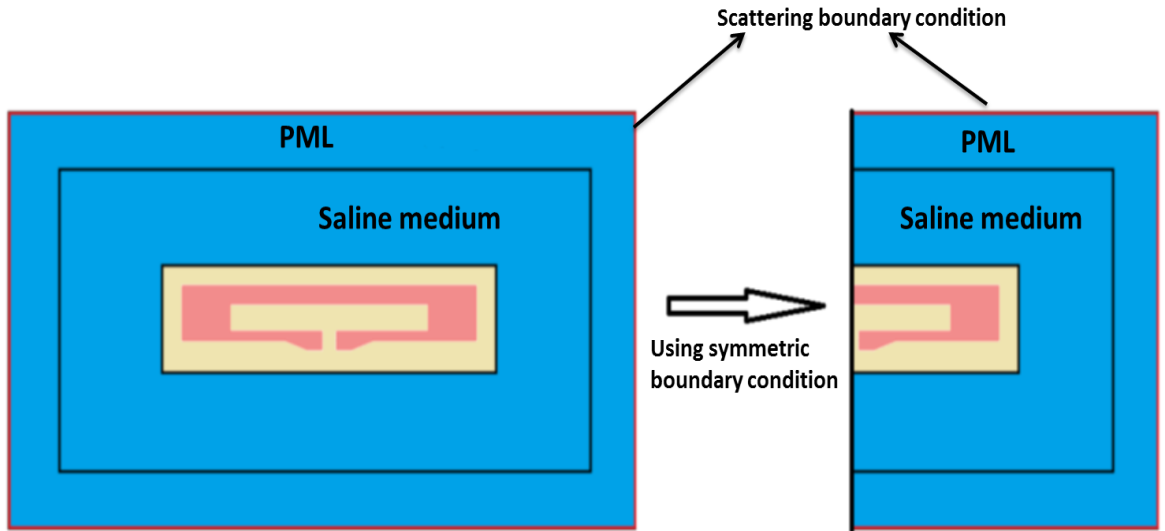 Scattering boundary condition
PML
PML
Saline medium
Saline medium
Using symmetric
boundary condition